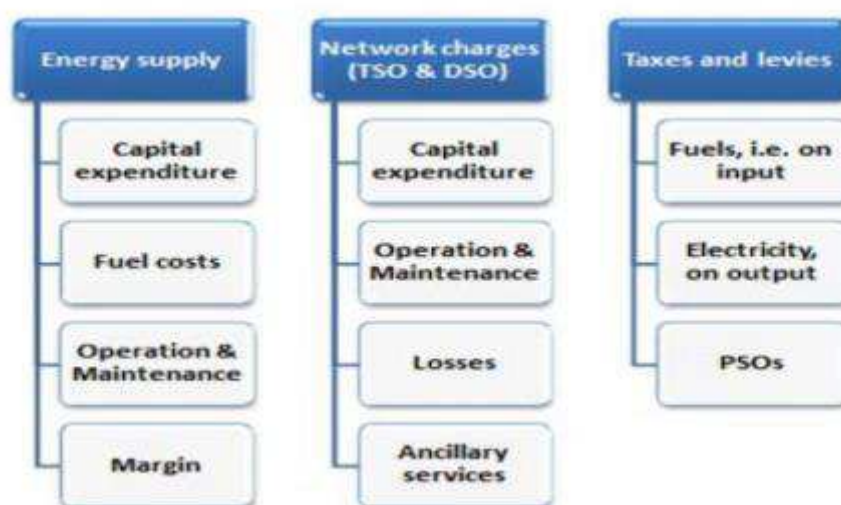 Energy supply
Capital
expenditure
Fuel costs
Operation &
Maintenance
Margin
Network charges
(TSO & DSO)
Capital
expenditure
Operation &
Maintenance
Losses
Ancillary
services
Taxes and levies
Fuels, i.e. on
input
Electricity,
on output
PSOs